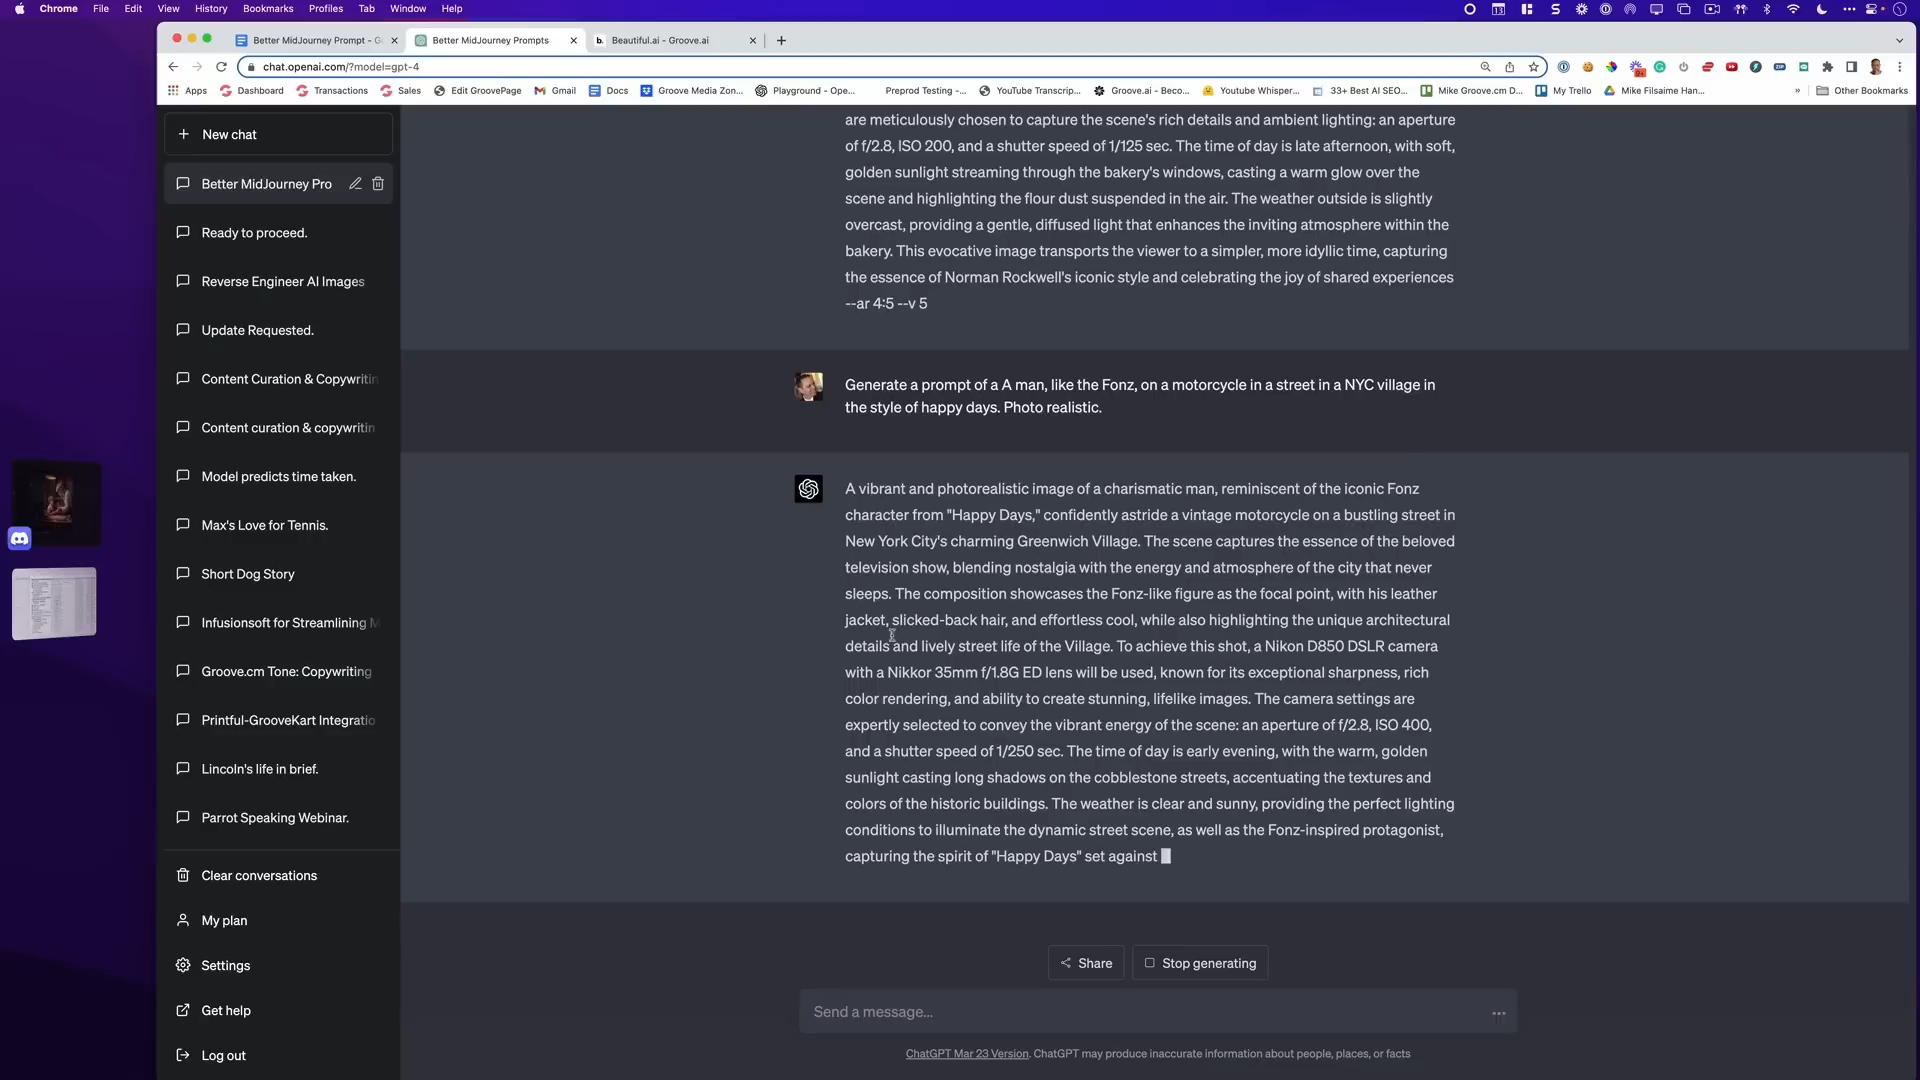 Chrome File Edit View History Bookmarks Profiles Tab Window Help
Better MidJourney Prompt - G
Better MidJourney Prompts
b. Beautiful.ai - Groove.ai
chat.openai.com/?model=gpt-4
Apps Dashboard Transactions Sales Edit GroovePage Gmail Docs Groove Media Zon... Playground - Ope... Preprod Testing -... YouTube Transcrip... Groove.ai - Beco... Youtube Whisper... 33+ Best AI SEO... Mike Groove.cm D... My Trello Mike Filsaime Han... » Other Bookmarks
+ New chat
Better MidJourney Pro
Ready to proceed.
Reverse Engineer AI Images
Update Requested.
Content Curation & Copywritin
Content curation & copywritin
Model predicts time taken.
Max's Love for Tennis.
Short Dog Story
Infusionsoft for Streamlining M
Groove.cm Tone: Copywriting
Printful-GrooveKart Integratio
Lincoln's life in brief.
Parrot Speaking Webinar.
Clear conversations
My plan
Settings
Get help
Log out
are meticulously chosen to capture the scene's rich details and ambient lighting: an aperture
of f/2.8, ISO 200, and a shutter speed of 1/125 sec. The time of day is late afternoon, with soft,
golden sunlight streaming through the bakery's windows, casting a warm glow over the
scene and highlighting the flour dust suspended in the air. The weather outside is slightly
overcast, providing a gentle, diffused light that enhances the inviting atmosphere within the
bakery. This evocative image transports the viewer to a simpler, more idyllic time, capturing
the essence of Norman Rockwell's iconic style and celebrating the joy of shared experiences
--ar 4:5 --v 5
Generate a prompt of a A man, like the Fonz, on a motorcycle in a street in a NYC village in
the style of happy days. Photo realistic.
A vibrant and photorealistic image of a charismatic man, reminiscent of the iconic Fonz
character from "Happy Days," confidently astride a vintage motorcycle on a bustling street in
New York City's charming Greenwich Village. The scene captures the essence of the beloved
television show, blending nostalgia with the energy and atmosphere of the city that never
sleeps. The composition showcases the Fonz-like figure as the focal point, with his leather
jacket, slicked-back hair, and effortless cool, while also highlighting the unique architectural
details and lively street life of the Village. To achieve this shot, a Nikon D850 DSLR camera
with a Nikkor 35mm f/1.8G ED lens will be used, known for its exceptional sharpness, rich
color rendering, and ability to create stunning, lifelike images. The camera settings are
expertly selected to convey the vibrant energy of the scene: an aperture of f/2.8, ISO 400,
and a shutter speed of 1/250 sec. The time of day is early evening, with the warm, golden
sunlight casting long shadows on the cobblestone streets, accentuating the textures and
colors of the historic buildings. The weather is clear and sunny, providing the perfect lighting
conditions to illuminate the dynamic street scene, as well as the Fonz-inspired protagonist,
capturing the spirit of "Happy Days" set against
Share
Stop generating
Send a message...
ChatGPT Mar 23 Version. ChatGPT may produce inaccurate information about people, places, or facts